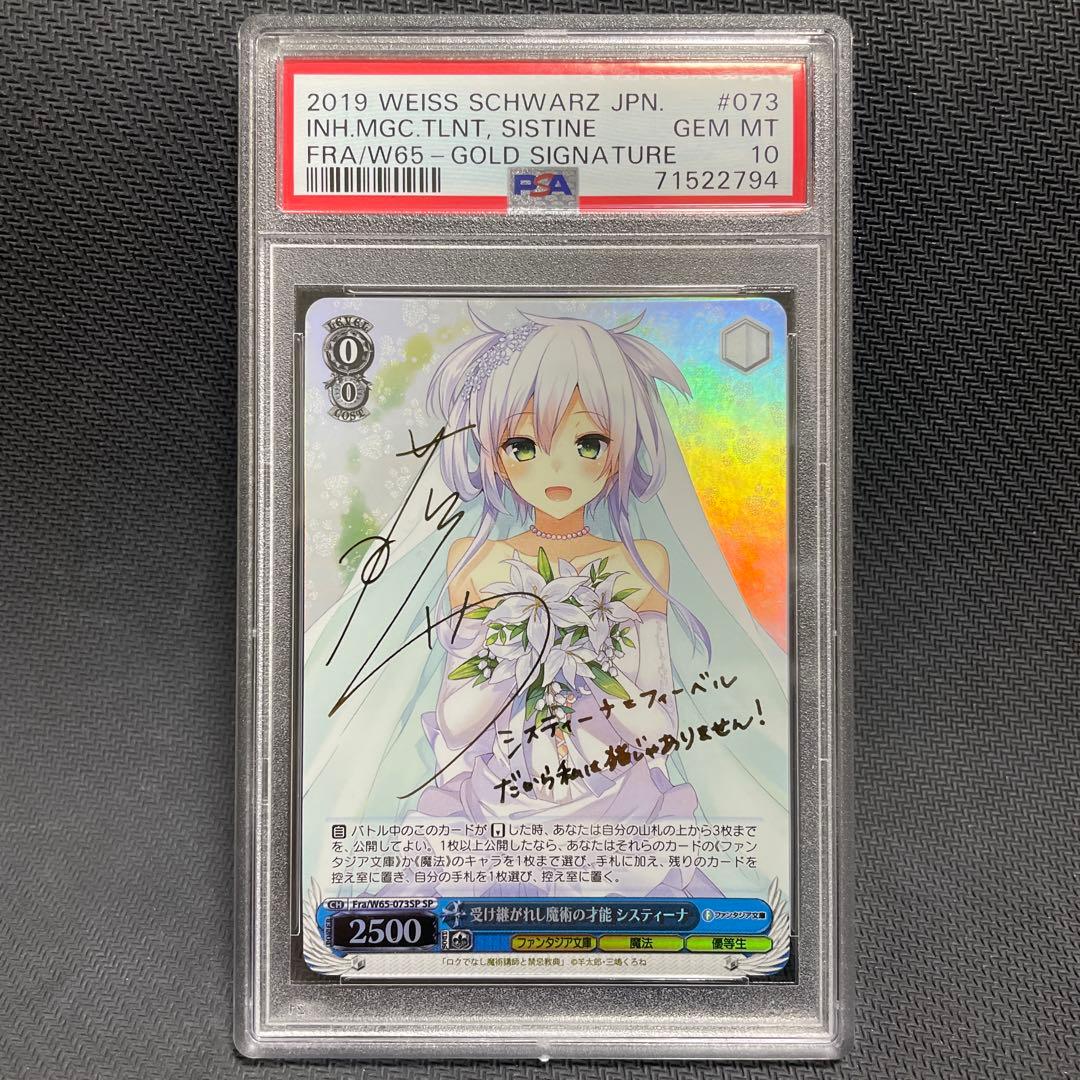 2019 WEISS SCHWARZ JPN. #073
INH.MGC.TLNT, SISTINE GEM MT
FRA/W65-GOLD SIGNATURE 10
PSA 71522794
LEVEL
0
0
COST
システィーナ=フィーベル
だから私は猫じゃありません!
自 バトル中のこのカードが した時、あなたは自分の山札の上から3枚まで
を、公開してよい。1枚以上公開したなら、あなたはそれらのカードの《ファン
タジア文庫》か《魔法》のキャラを1枚まで選び、手札に加え、残りのカードを
控え室に置き、自分の手札を1枚選び、控え室に置く。
CH Fra/W65-073SP SP
受け継がれし魔術の才能 システィーナ
ファンタジア文庫
POWER 2500 SOUL
ファンタジア文庫 魔法 優等生
「ロクでなし魔術講師と禁忌教典」 ©羊太郎・三嶋くろね